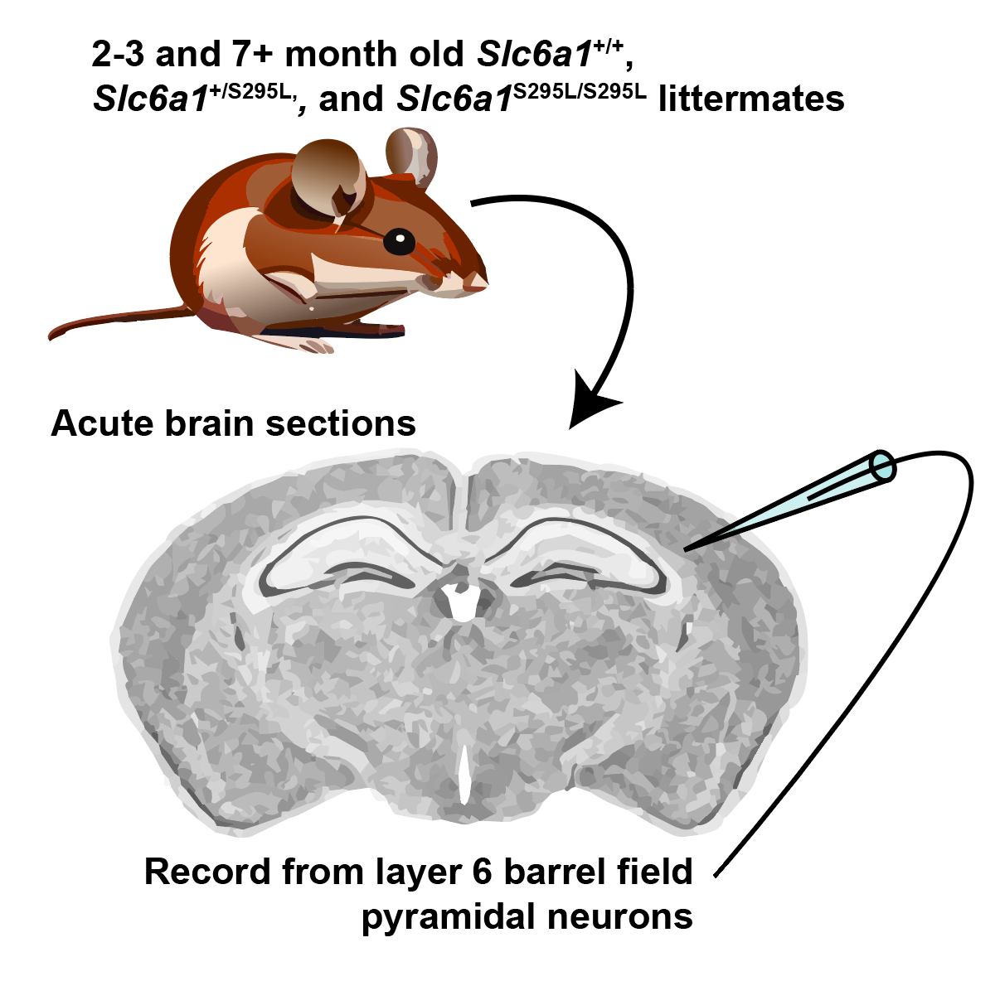 2-3 and 7+ month old Slc6a1+/+,
Slc6a1+/S295L,, and Slc6a1S295L/S295L littermates
Acute brain sections
Record from layer 6 barrel field
pyramidal neurons